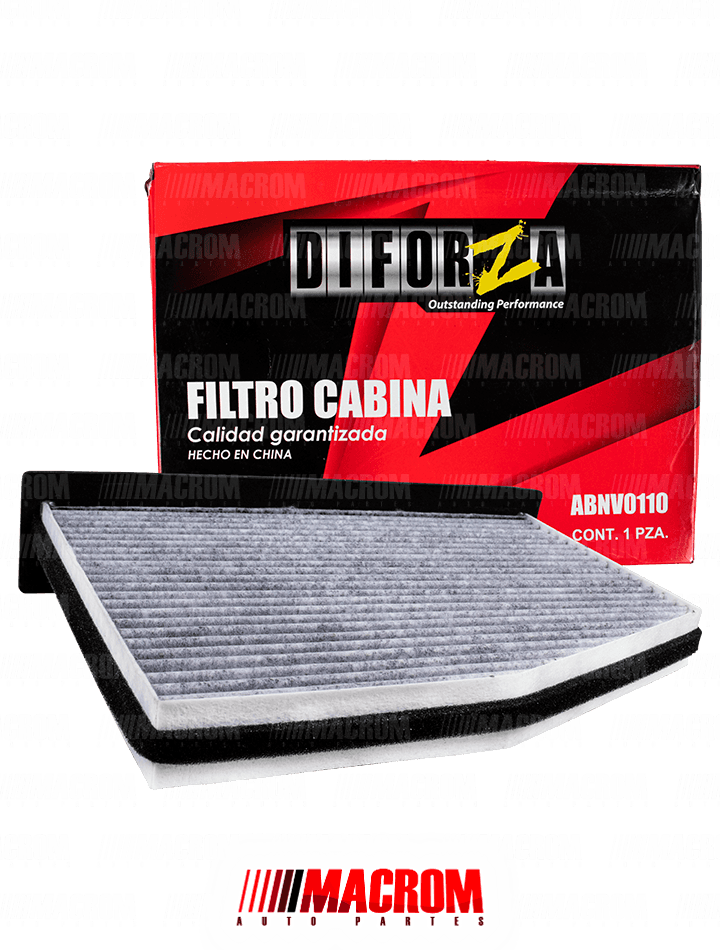 DIFORZA
Outstanding Performance
FILTRO CABINA
Calidad garantizada
HECHO EN CHINA
ABNV0110
CONT. 1 PZA.
MACROM
AUTO PARTES